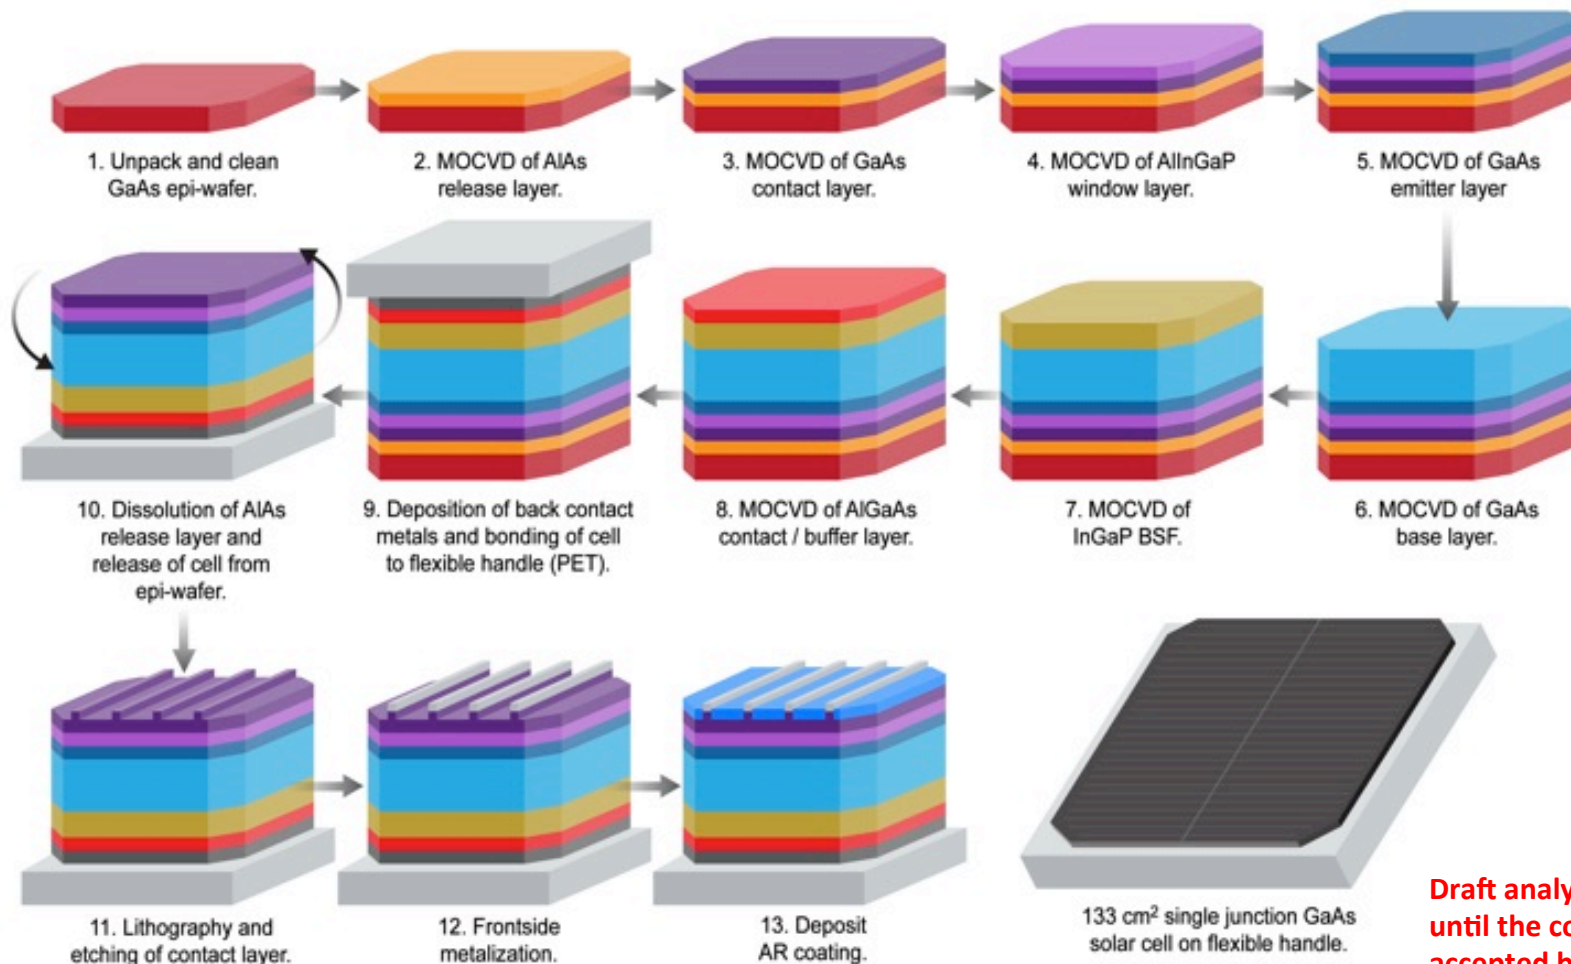 1. Unpack and clean
GaAs epi-wafer.
2. MOCVD of AlAs
release layer.
3. MOCVD of GaAs
contact layer.
4. MOCVD of AlInGaP
window layer.
5. MOCVD of GaAs
emitter layer
10. Dissolution of AlAs
release layer and
release of cell from
epi-wafer.
9. Deposition of back contact
metals and bonding of cell
to flexible handle (PET).
8. MOCVD of AlGaAs
contact / buffer layer.
7. MOCVD of
InGaP BSF.
6. MOCVD of GaAs
base layer.
11. Lithography and
etching of contact layer.
12. Frontside
metalization.
13. Deposit
AR coating.
133 cm² single junction GaAs
solar cell on flexible handle.
Draft analy
until the co
accepted b